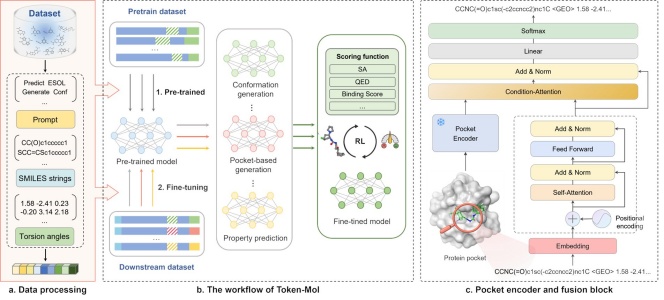 Dataset
Predict ESOL
Generate Conf
...
Prompt
CC(O)c1ccccc1
SCC=CSc1ccccc1
...
SMILES strings
1.58 -2.41 0.23
-0.20 3.14 2.18
...
Torsion angles
a. Data processing
Pretrain dataset
...
1. Pre-trained
Pre-trained model
2. Fine-tuning
...
Downstream dataset
Conformation
generation
Pocket-based
generation
Property prediction
Scoring function
SA
QED
Binding Score
...
RL
Fine-tined model
b. The workflow of Token-Mol
CCNC(=O)c1sc(-c2ccncc2)nc1C <GEO> 1.58 -2.41...
Softmax
Linear
Add & Norm
Condition-Attention
Pocket
Encoder
Add & Norm
Feed Forward
Add & Norm
Self-Attention
Positional
encoding
Protein pocket
Embedding
CCNC(=O)c1sc(-c2ccncc2)nc1C <GEO> 1.58 -2.41...
c. Pocket encoder and fusion block